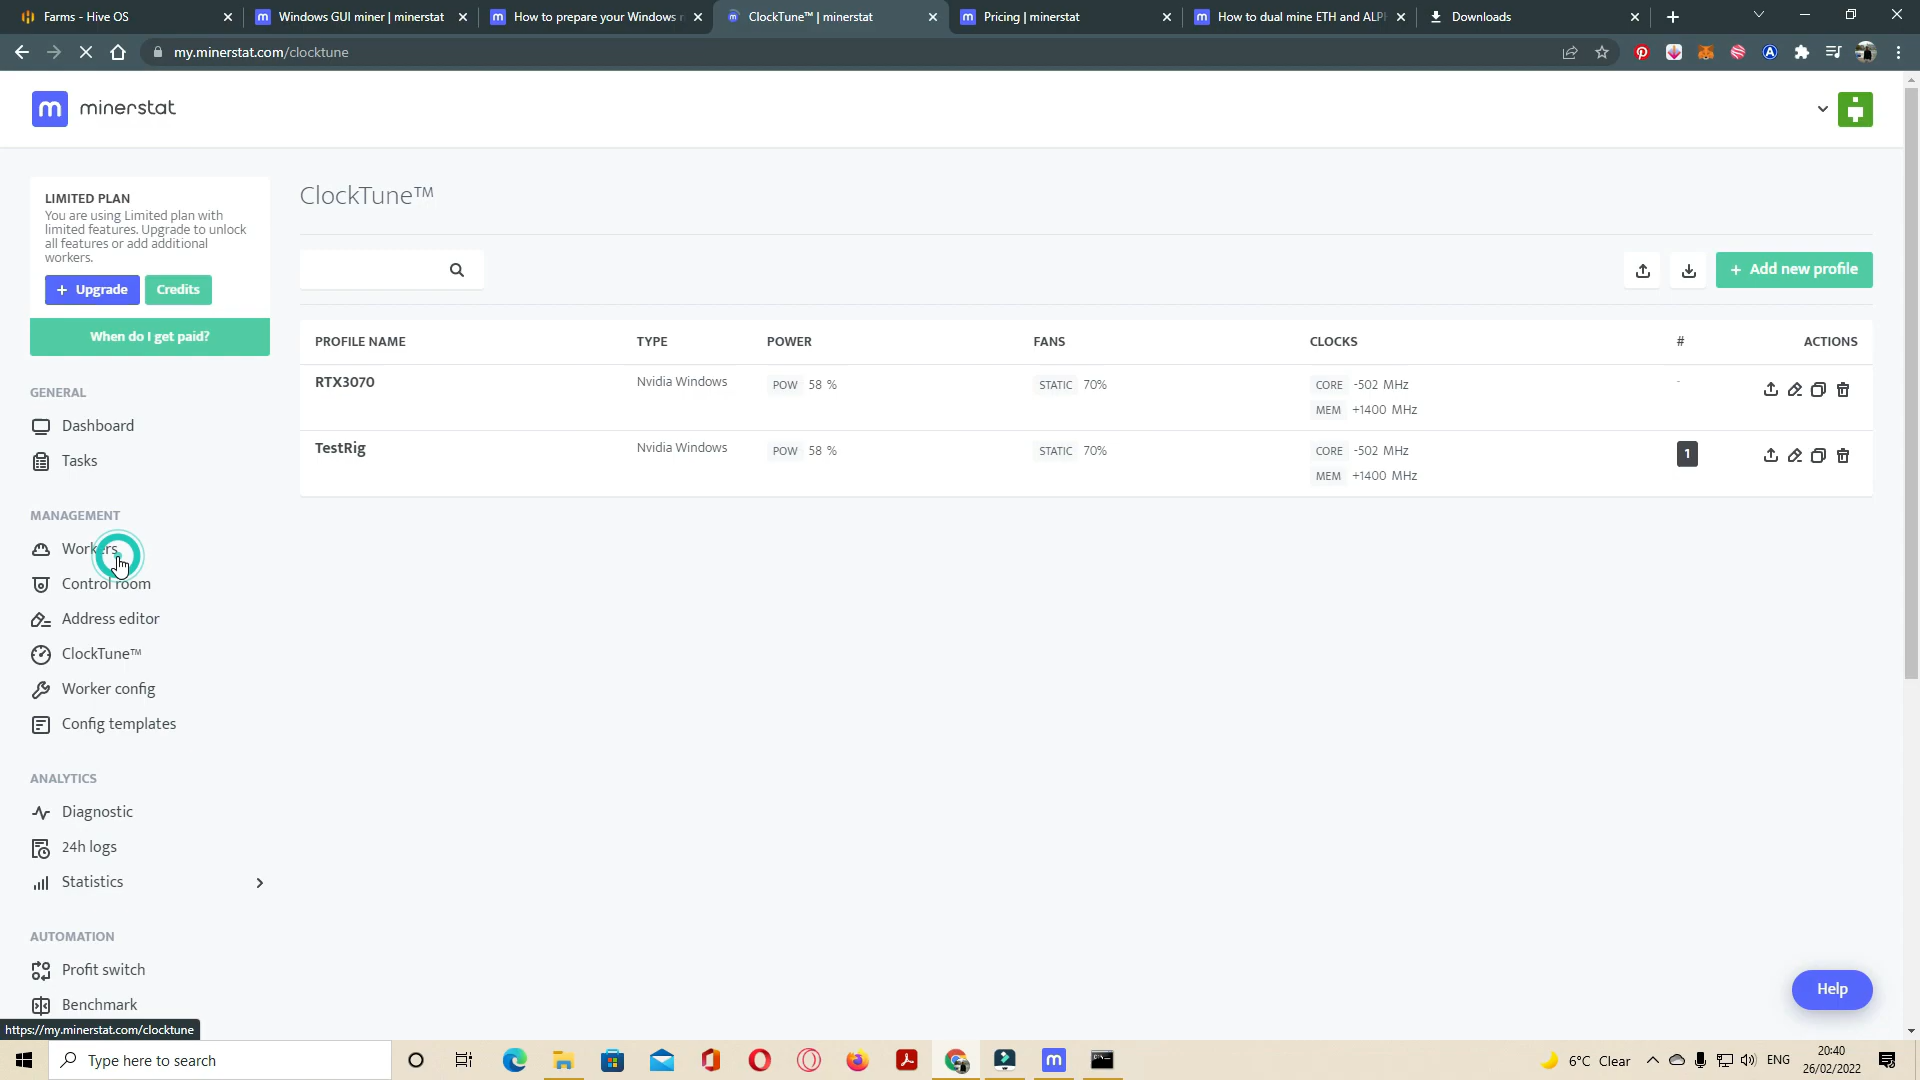 Farms - Hive OS
Windows GUI miner | minerstat
How to prepare your Windows
ClockTune™ | minerstat
Pricing | minerstat
How to dual mine ETH and ALP
Downloads
my.minerstat.com/clocktune
minerstat
LIMITED PLAN
You are using Limited plan with
limited features. Upgrade to unlock
all features or add additional
workers.
+ Upgrade
Credits
When do I get paid?
GENERAL
Dashboard
Tasks
MANAGEMENT
Workers
Control room
Address editor
ClockTune™
Worker config
Config templates
ANALYTICS
Diagnostic
24h logs
Statistics
AUTOMATION
Profit switch
Benchmark
https://my.minerstat.com/clocktune
ClockTune™
+ Add new profile
PROFILE NAME TYPE POWER FANS CLOCKS # ACTIONS
RTX3070 Nvidia Windows POW 58 % STATIC 70% CORE -502 MHz -
MEM +1400 MHz
TestRig Nvidia Windows POW 58 % STATIC 70% CORE -502 MHz 1
MEM +1400 MHz
Help
Type here to search
6°C Clear
ENG
20:40
26/02/2022